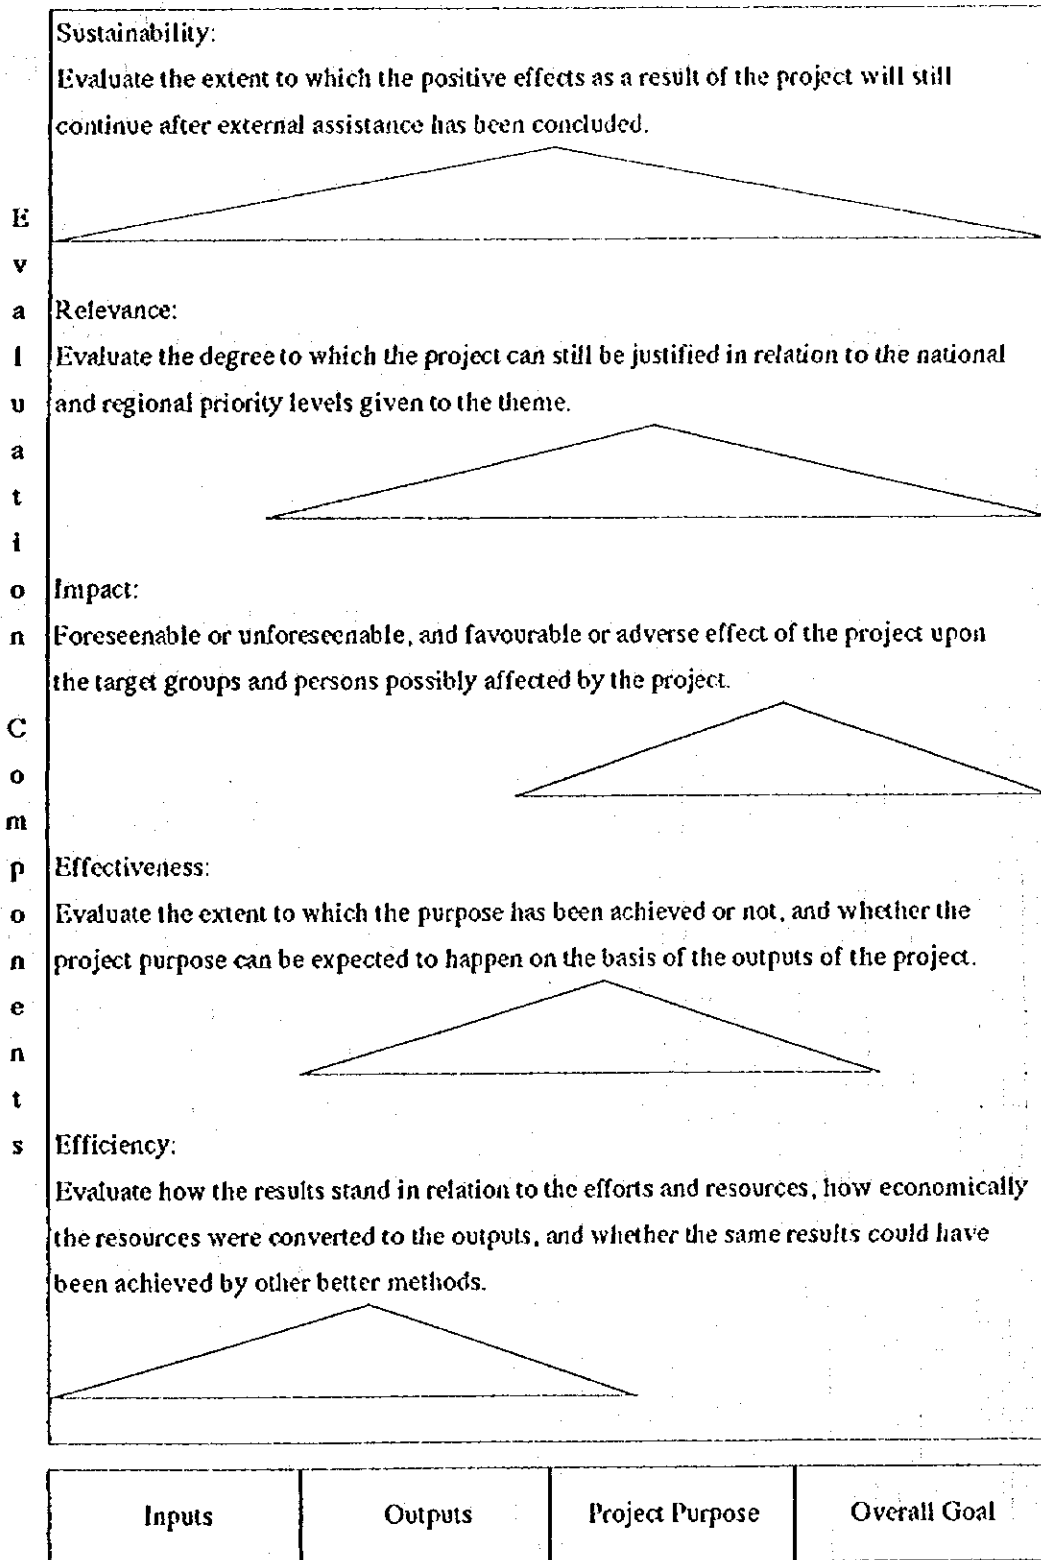 Sustainability:
Evaluate the extent to which the positive effects as a result of the project will still
continue after external assistance has been concluded.
Relevance:
Evaluate the degree to which the project can still be justified in relation to the national
and regional priority levels given to the theme.
Impact:
Foreseenable or unforeseenable, and favourable or adverse effect of the project upon
the target groups and persons possibly affected by the project.
Effectiveness:
Evaluate the extent to which the purpose has been achieved or not, and whether the
project purpose can be expected to happen on the basis of the outputs of the project.
Efficiency:
Evaluate how the results stand in relation to the efforts and resources, how economically
the resources were converted to the outputs, and whether the same results could have
been achieved by other better methods.
Evaluation Components
Inputs Outputs Project Purpose Overall Goal